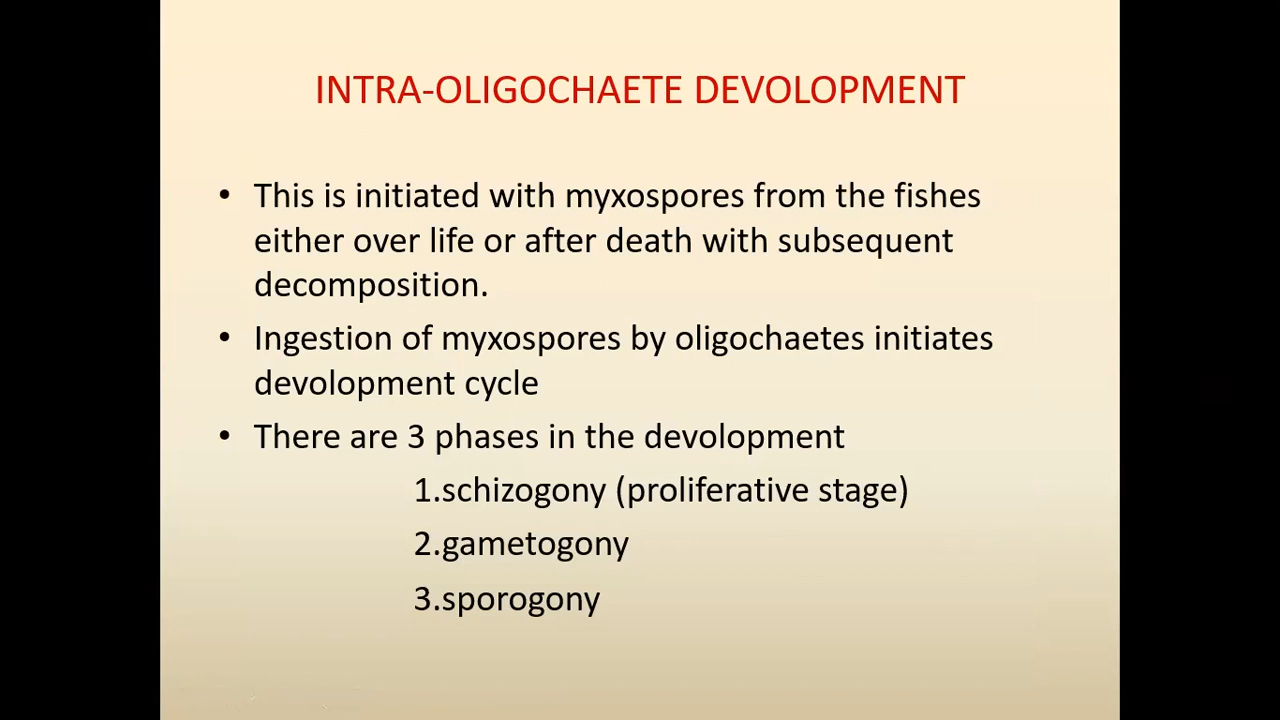 INTRA-OLIGOCHAETE DEVOLOPMENT
• This is initiated with myxospores from the fishes
either over life or after death with subsequent
decomposition.
• Ingestion of myxospores by oligochaetes initiates
devolopment cycle
• There are 3 phases in the devolopment
1.schizogony (proliferative stage)
2.gametogony
3.sporogony